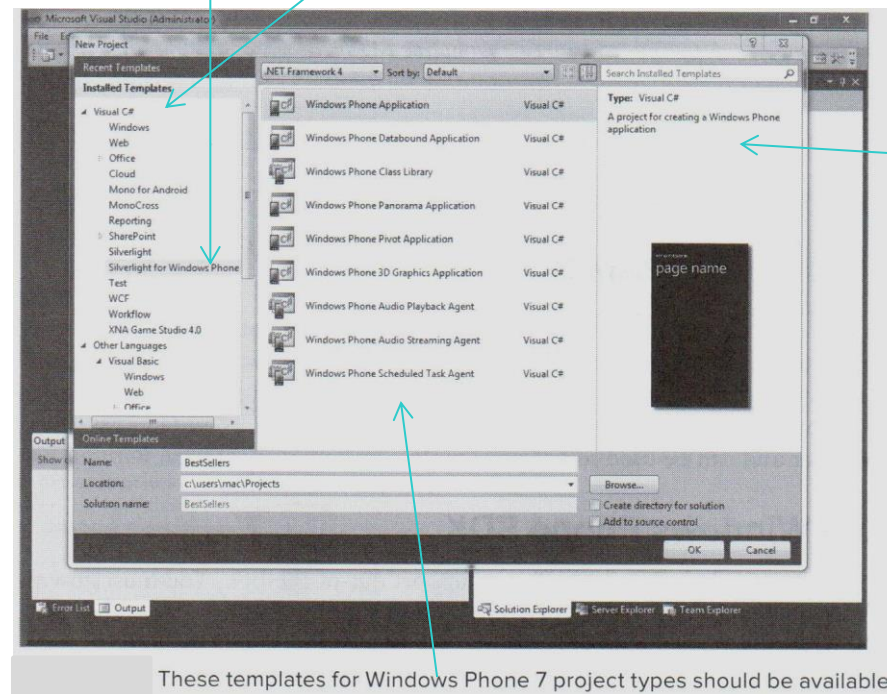 Microsoft Visual Studio (Administrator)
File
New Project
Recent Templates
Installed Templates
Visual C#
Windows
Web
Office
Cloud
Mono for Android
MonoCross
Reporting
SharePoint
Silverlight
Silverlight for Windows Phone
Test
WCF
Workflow
XNA Game Studio 4.0
Other Languages
Visual Basic
Windows
Web
Office
Online Templates
.NET Framework 4 Sort by: Default
Windows Phone Application Visual C#
Windows Phone Databound Application Visual C#
Windows Phone Class Library Visual C#
Windows Phone Panorama Application Visual C#
Windows Phone Pivot Application Visual C#
Windows Phone 3D Graphics Application Visual C#
Windows Phone Audio Playback Agent Visual C#
Windows Phone Audio Streaming Agent Visual C#
Windows Phone Scheduled Task Agent Visual C#
Search Installed Templates
Type: Visual C#
A project for creating a Windows Phone
application
page name
Output
Show
Name: BestSellers
Location: c:\users\mac\Projects
Browse...
Solution name: BestSellers
Create directory for solution
Add to source control
OK Cancel
Error List Output Solution Explorer Server Explorer Team Explorer
These templates for Windows Phone 7 project types should be available